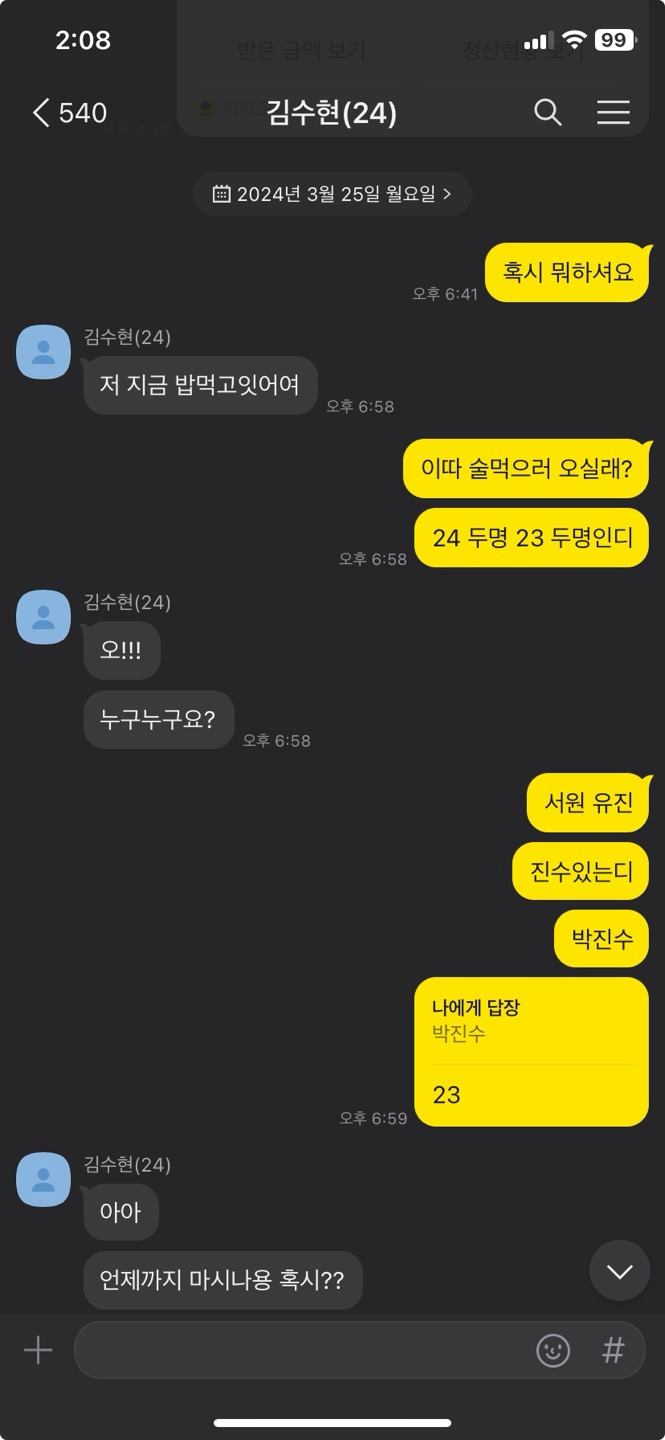 2:08
99
받은 금액 보기
정산현황 보기
540
김수현(24)
2024년 3월 25일 월요일 >
혹시 뭐하셔요
오후 6:41
김수현(24)
저 지금 밥먹고잇어여
오후 6:58
이따 술먹으러 오실래?
24 두명 23 두명인디
오후 6:58
김수현(24)
오!!!
누구누구요?
오후 6:58
서원 유진
진수있는디
박진수
나에게 답장
박진수
23
오후 6:59
김수현(24)
아아
언제까지 마시나용 혹시??
#